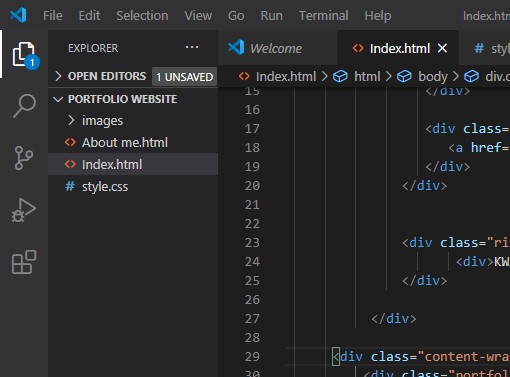 File Edit Selection View Go Run Terminal Help Index.htm
EXPLORER ···
Welcome
Index.html ×
# sty
OPEN EDITORS 1 UNSAVED
Index.html > html > body > div.c
PORTFOLIO WEBSITE
images
<> About me.html
<> Index.html
# style.css
1
15 </div>
16
17 <div class=
18 <a href=
19 </div>
20 </div>
21
22
23 <div class="ri
24 <div>KW
25 </div>
26
27 </div>
28
29 <div class="content-wra
30 <div class="portfol